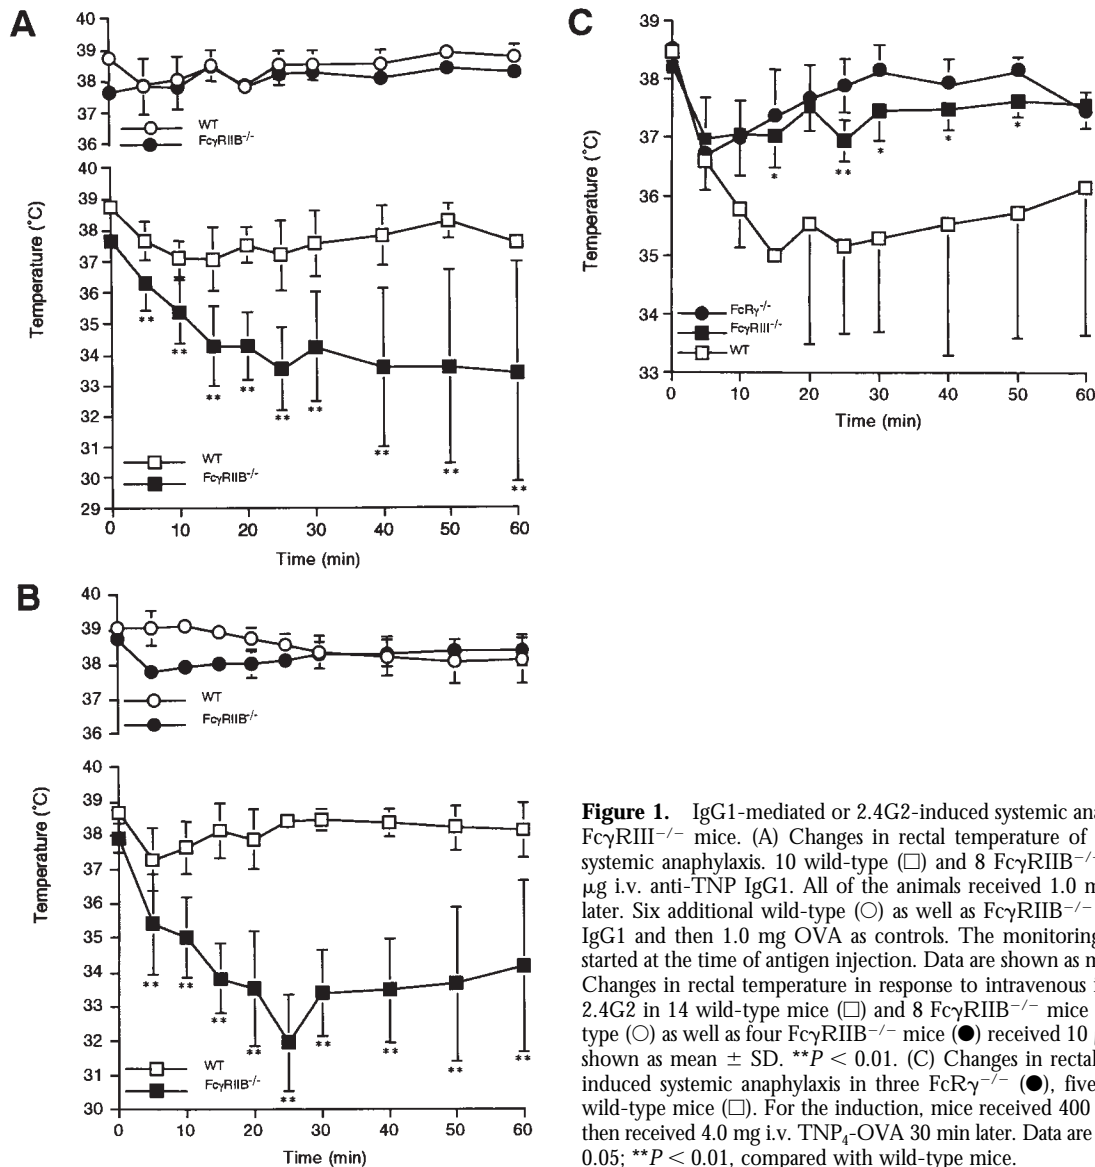 A
40
39
38
37
36
WT
FcγRIIB-/-
40
39
38
37
36
35
34
33
32
31
30
29
Temperature (°C)
**
**
**
**
**
**
**
**
**
WT
FcγRIIB-/-
0 10 20 30 40 50 60
Time (min)
B
40
39
38
37
36
WT
FcγRIIB-/-
40
39
38
37
36
35
34
33
32
31
30
Temperature (°C)
**
**
**
**
**
**
**
**
**
WT
FcγRIIB-/-
0 10 20 30 40 50 60
Time (min)
C
39
38
37
36
35
34
33
Temperature (°C)
*
**
*
*
*
FcRγ-/-
FcγRIII-/-
WT
0 10 20 30 40 50 60
Time (min)
Figure 1. IgG1-mediated or 2.4G2-induced systemic ana
FcγRIII−/− mice. (A) Changes in rectal temperature of
systemic anaphylaxis. 10 wild-type (□) and 8 FcγRIIB−/−
μg i.v. anti-TNP IgG1. All of the animals received 1.0 m
later. Six additional wild-type (○) as well as FcγRIIB−/−
IgG1 and then 1.0 mg OVA as controls. The monitoring
started at the time of antigen injection. Data are shown as m
Changes in rectal temperature in response to intravenous
2.4G2 in 14 wild-type mice (□) and 8 FcγRIIB−/− mice
type (○) as well as four FcγRIIB−/− mice (●) received 10
shown as mean ± SD. **P < 0.01. (C) Changes in rectal
induced systemic anaphylaxis in three FcRγ−/− (●), five
wild-type mice (□). For the induction, mice received 400
then received 4.0 mg i.v. TNP4-OVA 30 min later. Data are
0.05; **P < 0.01, compared with wild-type mice.